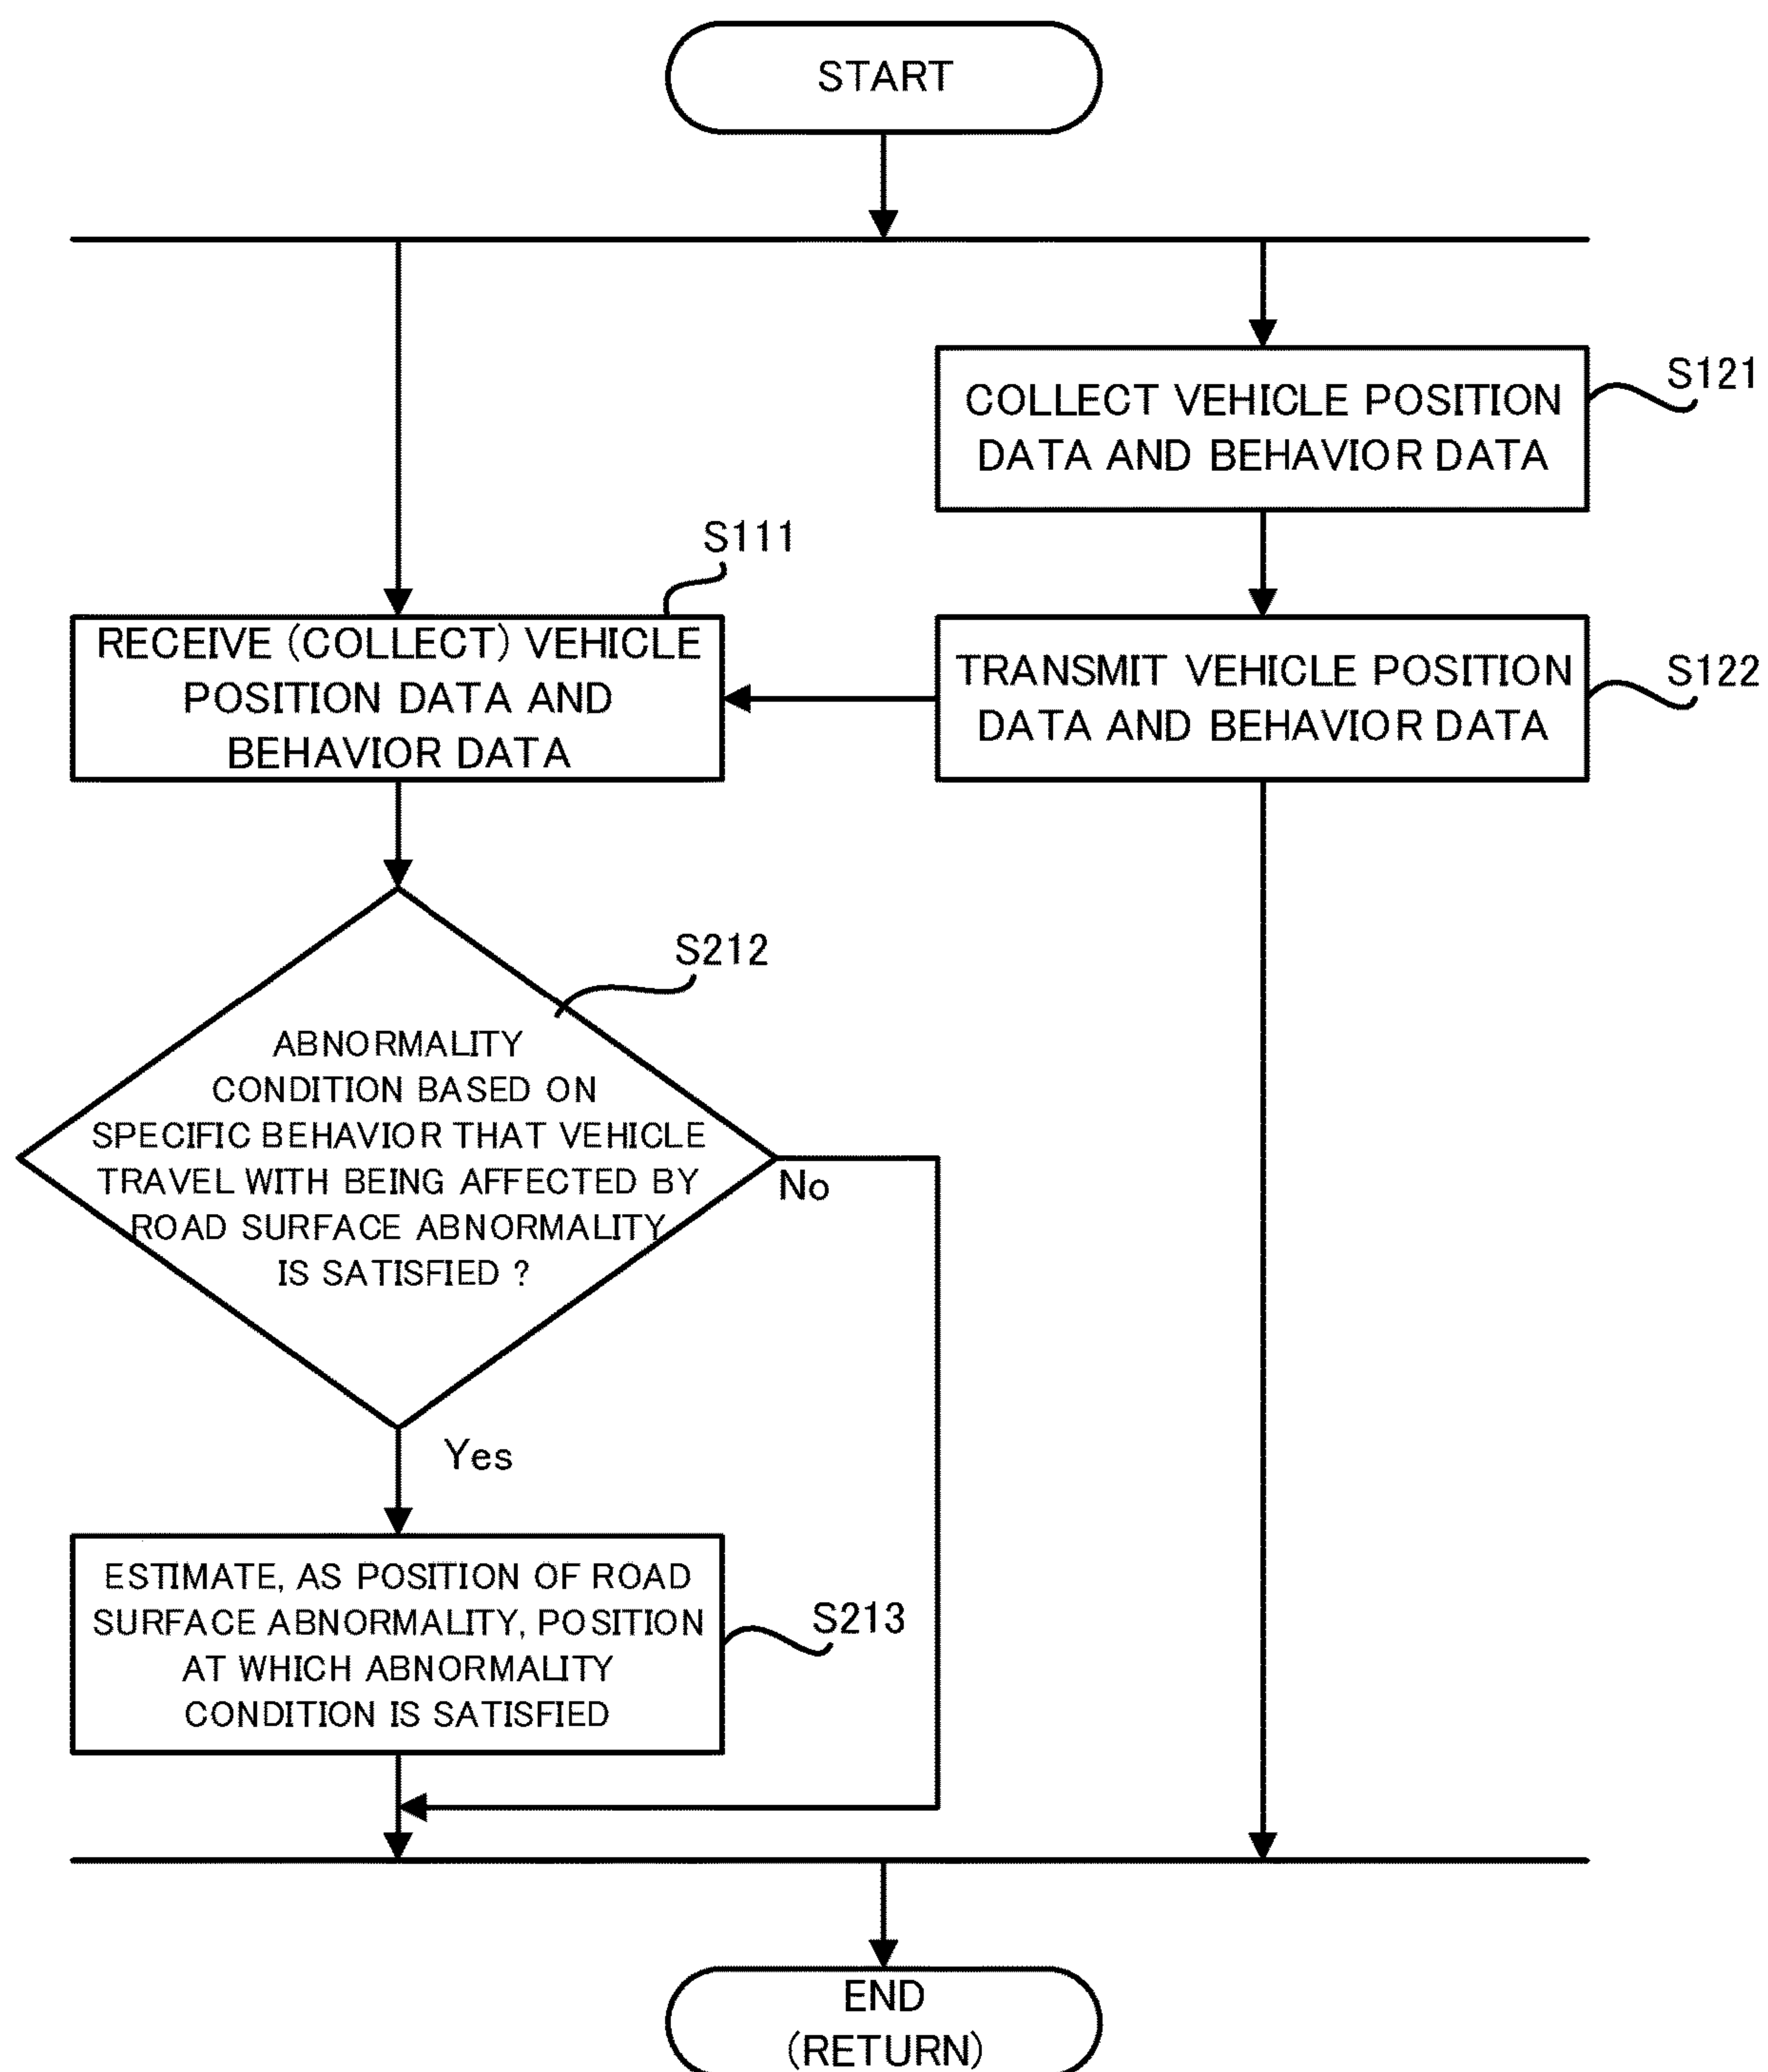 START
S121
COLLECT VEHICLE POSITION
DATA AND BEHAVIOR DATA
S111
RECEIVE (COLLECT) VEHICLE
POSITION DATA AND
BEHAVIOR DATA
TRANSMIT VEHICLE POSITION
DATA AND BEHAVIOR DATA
S122
S212
ABNORMALITY
CONDITION BASED ON
SPECIFIC BEHAVIOR THAT VEHICLE
TRAVEL WITH BEING AFFECTED BY
ROAD SURFACE ABNORMALITY
IS SATISFIED ?
No
Yes
ESTIMATE, AS POSITION OF ROAD
SURFACE ABNORMALITY, POSITION
AT WHICH ABNORMALITY
CONDITION IS SATISFIED
S213
END
(RETURN)